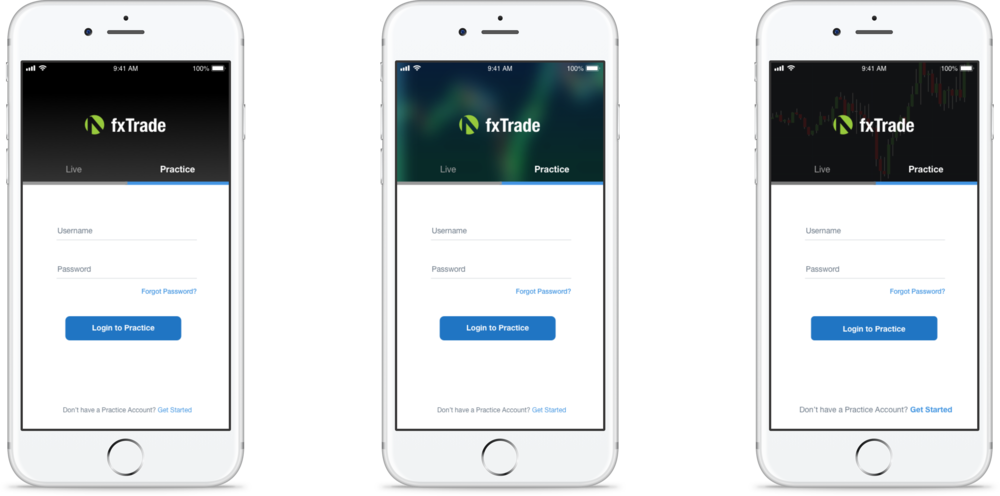 9:41 AM 100%
fxTrade
Live Practice
Username
Password
Forgot Password?
Login to Practice
Don't have a Practice Account? Get Started
9:41 AM 100%
fxTrade
Live Practice
Username
Password
Forgot Password?
Login to Practice
Don't have a Practice Account? Get Started
9:41 AM 100%
fxTrade
Live Practice
Username
Password
Forgot Password?
Login to Practice
Don't have a Practice Account? Get Started